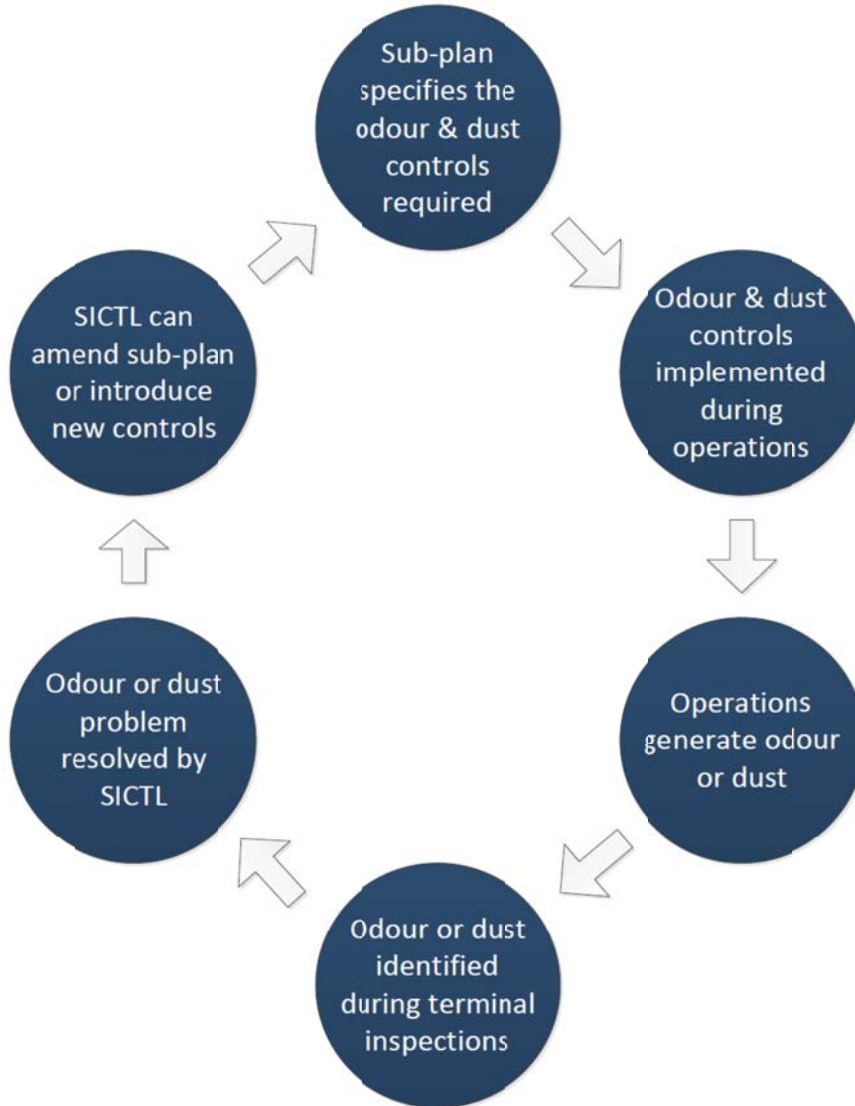 Sub-plan
specifies the
odour & dust
controls
required
Odour & dust
controls
implemented
during
operations
Operations
generate odour
or dust
Odour or dust
identified
during terminal
inspections
Odour or dust
problem
resolved by
SICTL
SICTL can
amend sub-plan
or introduce
new controls